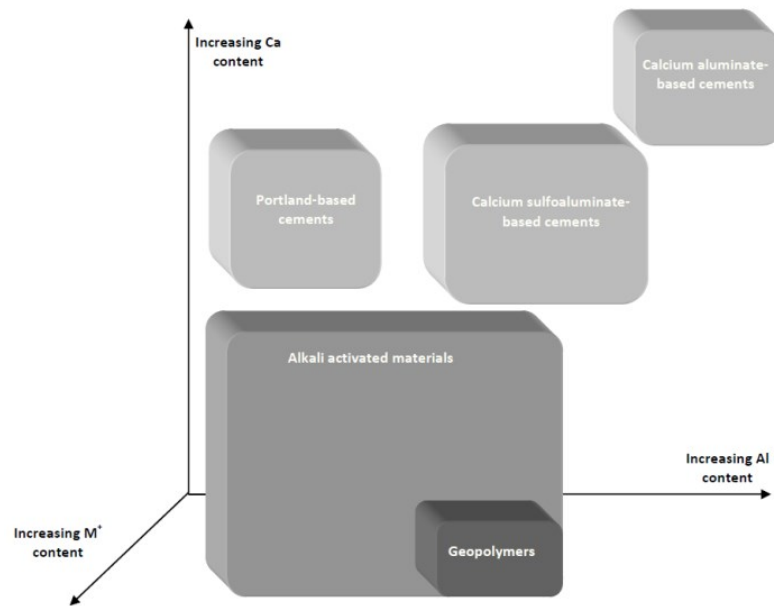 Increasing Ca
content
Calcium aluminate-
based cements
Portland-based
cements
Calcium sulfoaluminate-
based cements
Alkali activated materials
Increasing Al
content
Increasing M⁺
content
Geopolymers